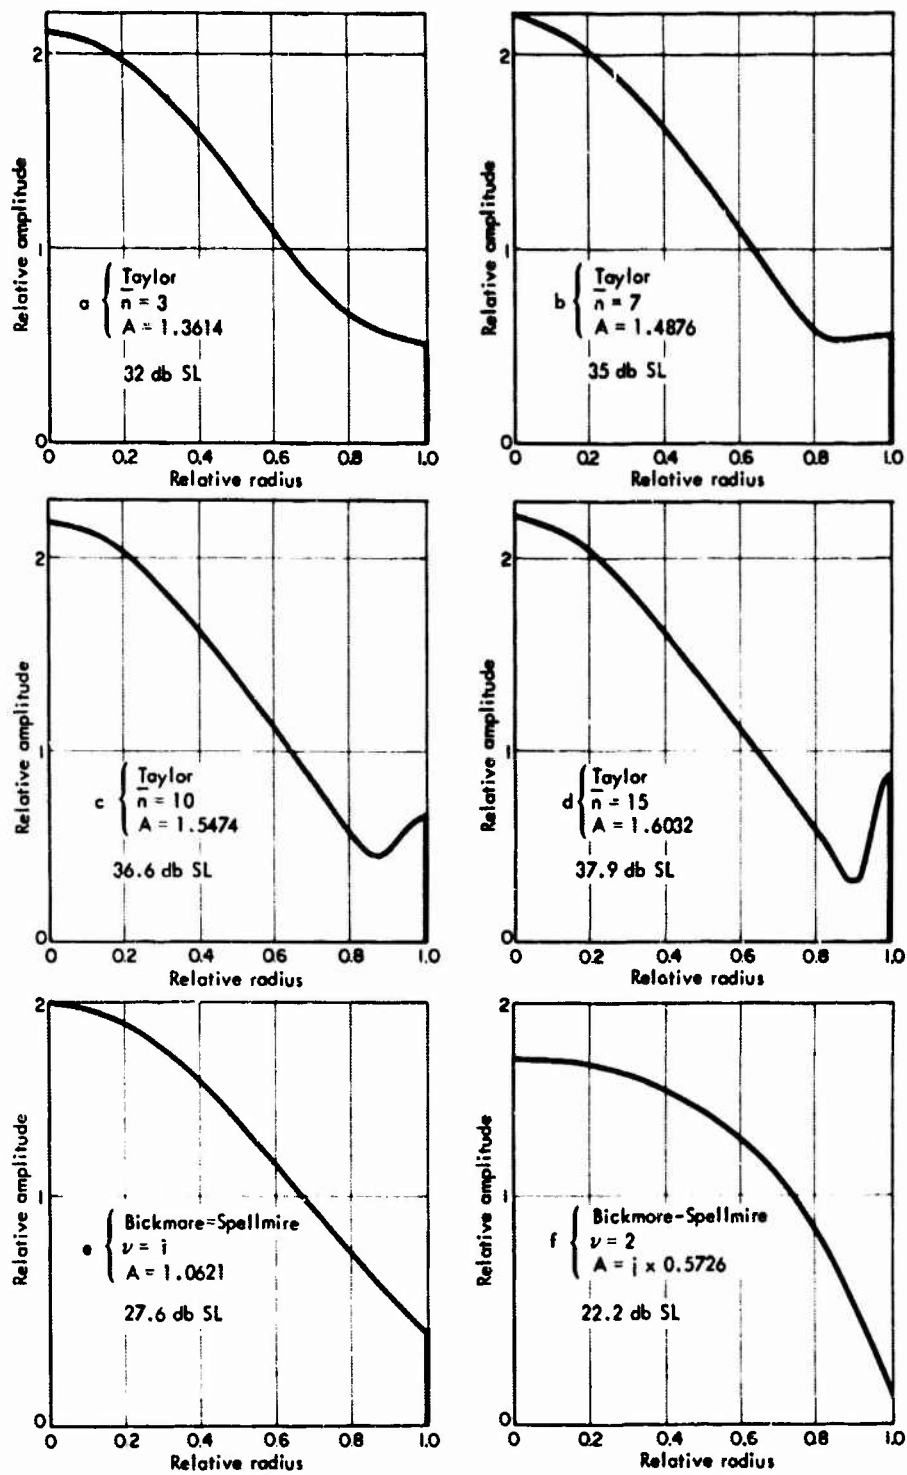 2
1
0
Relative amplitude
a
Taylor
n̄ = 3
A = 1.3614
32 db SL
0 0.2 0.4 0.6 0.8 1.0
Relative radius
2
1
0
Relative amplitude
b
Taylor
n̄ = 7
A = 1.4876
35 db SL
0 0.2 0.4 0.6 0.8 1.0
Relative radius
2
1
0
Relative amplitude
c
Taylor
n̄ = 10
A = 1.5474
36.6 db SL
0 0.2 0.4 0.6 0.8 1.0
Relative radius
2
1
0
Relative amplitude
d
Taylor
n̄ = 15
A = 1.6032
37.9 db SL
0 0.2 0.4 0.6 0.8 1.0
Relative radius
2
1
0
Relative amplitude
e
Bickmare=Spellmire
ν = i
A = 1.0621
27.6 db SL
0 0.2 0.4 0.6 0.8 1.0
Relative radius
2
1
0
Relative amplitude
f
Bickmore-Spellmire
ν = 2
A = j x 0.5726
22.2 db SL
0 0.2 0.4 0.6 0.8 1.0
Relative radius